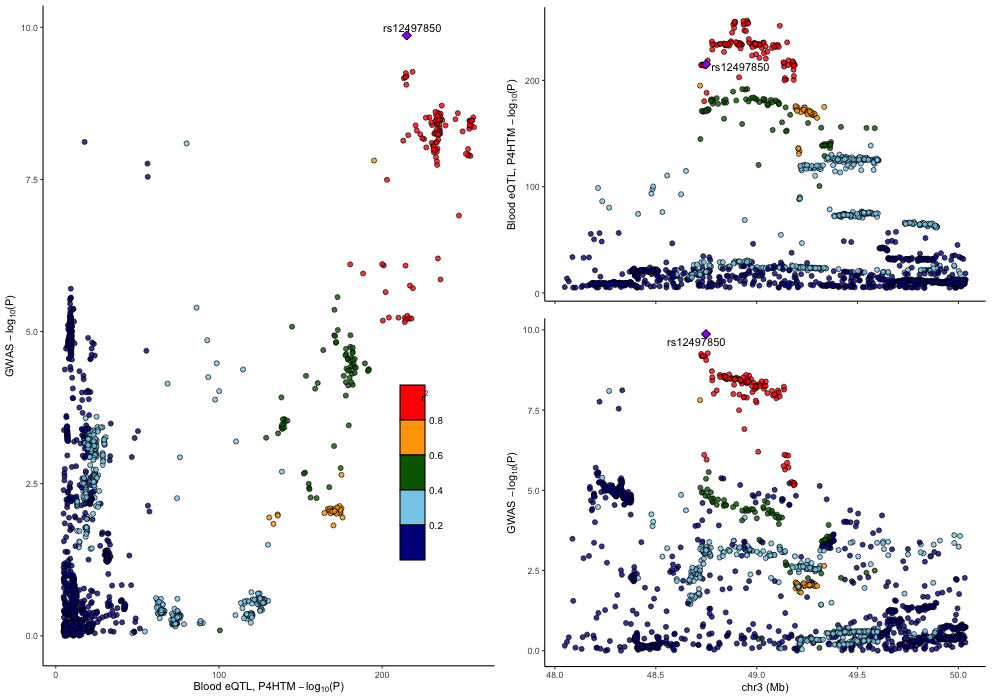 10.0
7.5
5.0
2.5
0.0
0
100
200
GWAS − log10(P)
Blood eQTL, P4HTM − log10(P)
rs12497850
r2
0.8
0.6
0.4
0.2
200
100
0
Blood eQTL, P4HTM − log10(P)
rs12497850
10.0
7.5
5.0
2.5
0.0
GWAS − log10(P)
rs12497850
48.0
48.5
49.0
49.5
50.0
chr3 (Mb)